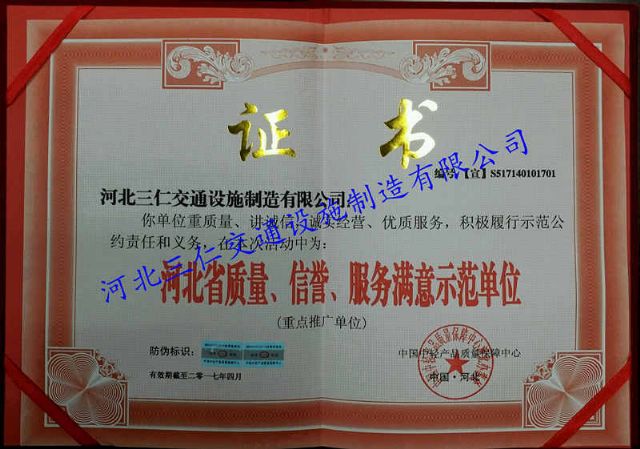 证 书
编号:【宣】S517140101701
河北三仁交通设施制造有限公司:
你单位重质量、讲诚信、诚实经营、优质服务,积极履行示范公
约责任和义务,在本次活动中为:
河北省质量、信誉、服务满意示范单位
(重点推广单位)
防伪标识:
中国中轻产品质量保障中心
有效期截至二〇一七年四月
中国·河北
河北三仁交通设施制造有限公司